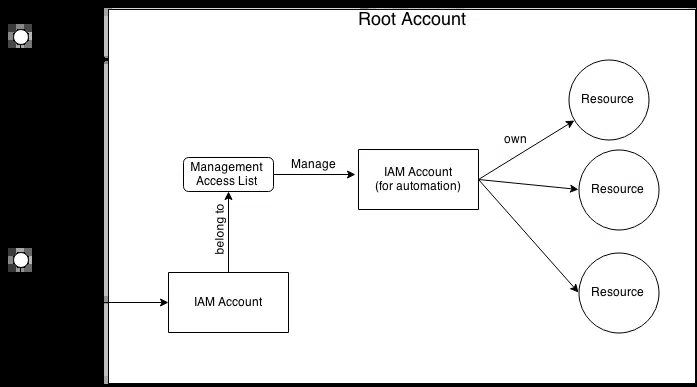 Root Account
Resource
own
Management
Access List
Manage
IAM Account
(for automation)
Resource
belong to
IAM Account
Resource